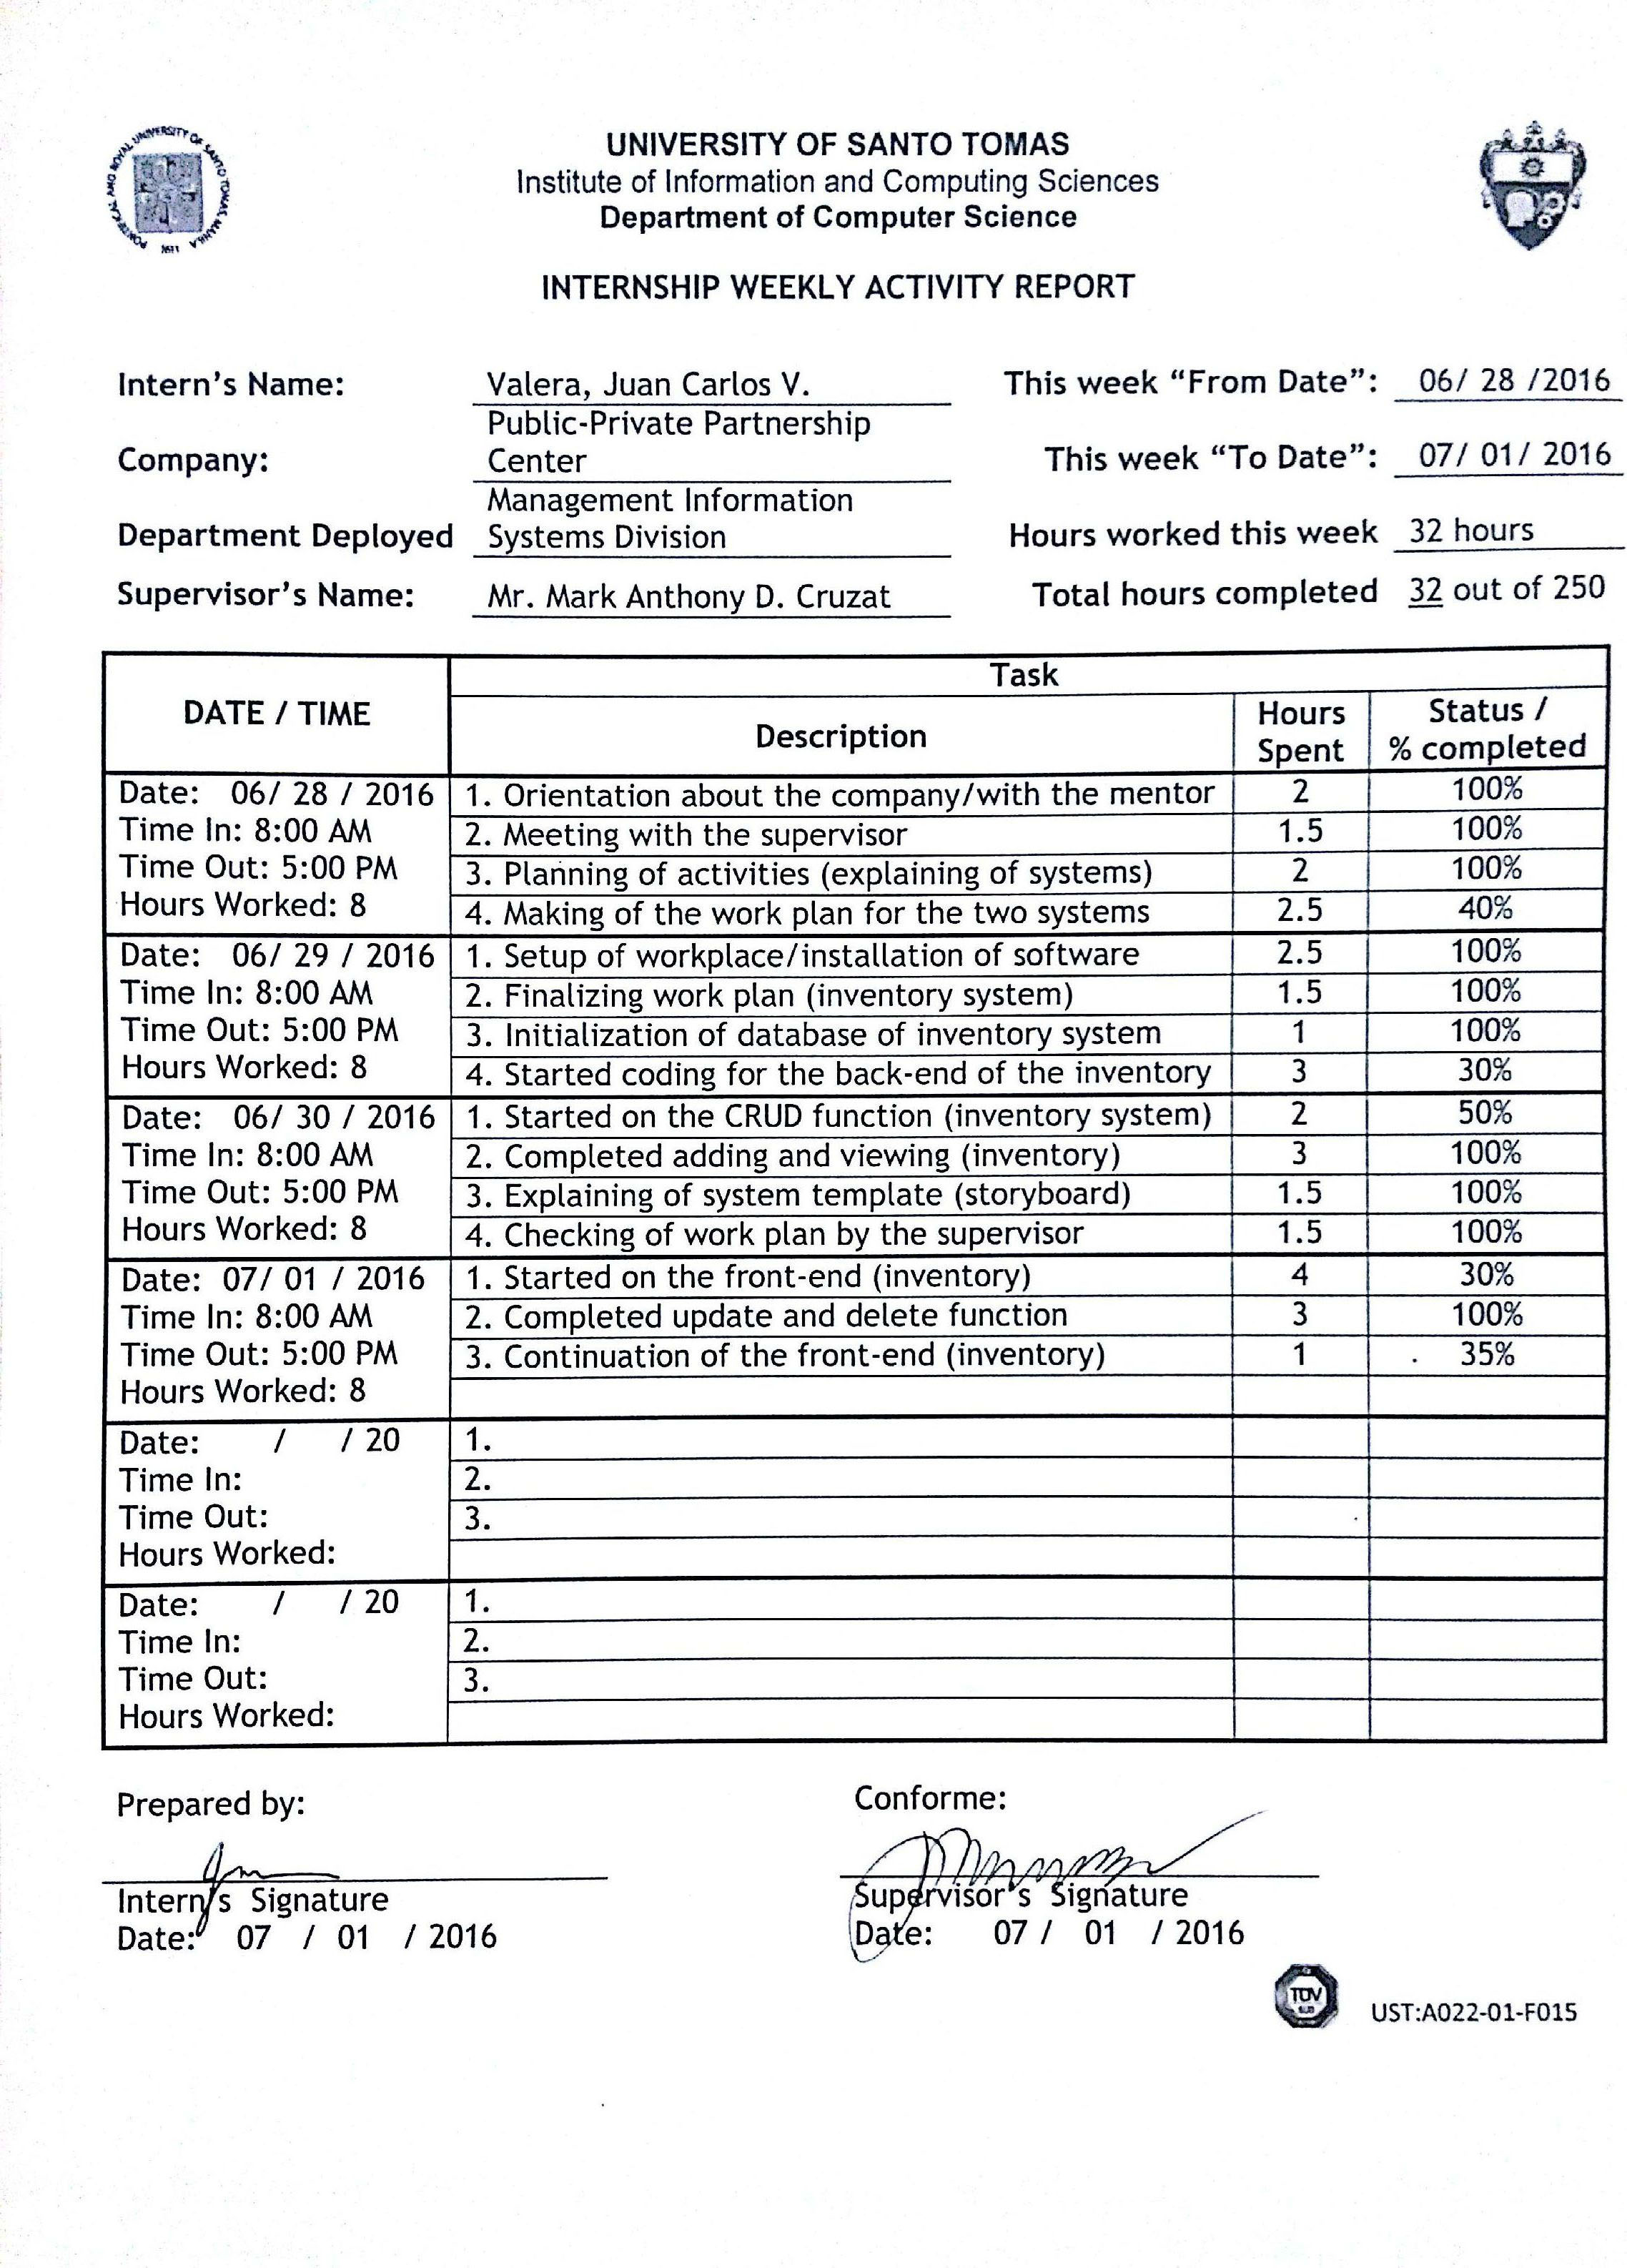 PONTIFICAL AND ROYAL UNIVERSITY OF SANTO TOMAS, MANILA 1611
UNIVERSITY OF SANTO TOMAS
Institute of Information and Computing Sciences
Department of Computer Science
INTERNSHIP WEEKLY ACTIVITY REPORT
Intern's Name: Valera, Juan Carlos V. This week “From Date”: 06/ 28 /2016
Public-Private Partnership
Company: Center This week “To Date”: 07/ 01/ 2016
Management Information
Department Deployed Systems Division Hours worked this week 32 hours
Supervisor's Name: Mr. Mark Anthony D. Cruzat Total hours completed 32 out of 250
Task
DATE / TIME Description Hours Spent Status / % completed
Date: 06/ 28 / 2016 1. Orientation about the company/with the mentor 2 100%
Time In: 8:00 AM 2. Meeting with the supervisor 1.5 100%
Time Out: 5:00 PM 3. Planning of activities (explaining of systems) 2 100%
Hours Worked: 8 4. Making of the work plan for the two systems 2.5 40%
Date: 06/ 29 / 2016 1. Setup of workplace/installation of software 2.5 100%
Time In: 8:00 AM 2. Finalizing work plan (inventory system) 1.5 100%
Time Out: 5:00 PM 3. Initialization of database of inventory system 1 100%
Hours Worked: 8 4. Started coding for the back-end of the inventory 3 30%
Date: 06/ 30 / 2016 1. Started on the CRUD function (inventory system) 2 50%
Time In: 8:00 AM 2. Completed adding and viewing (inventory) 3 100%
Time Out: 5:00 PM 3. Explaining of system template (storyboard) 1.5 100%
Hours Worked: 8 4. Checking of work plan by the supervisor 1.5 100%
Date: 07/ 01 / 2016 1. Started on the front-end (inventory) 4 30%
Time In: 8:00 AM 2. Completed update and delete function 3 100%
Time Out: 5:00 PM 3. Continuation of the front-end (inventory) 1 35%
Hours Worked: 8
Date: / / 20 1.
Time In: 2.
Time Out: 3.
Hours Worked:
Date: / / 20 1.
Time In: 2.
Time Out: 3.
Hours Worked:
Prepared by: Conforme:
Intern's Signature Supervisor's Signature
Date: 07 / 01 / 2016 Date: 07 / 01 / 2016
TÜV
SÜD
UST:A022-01-F015